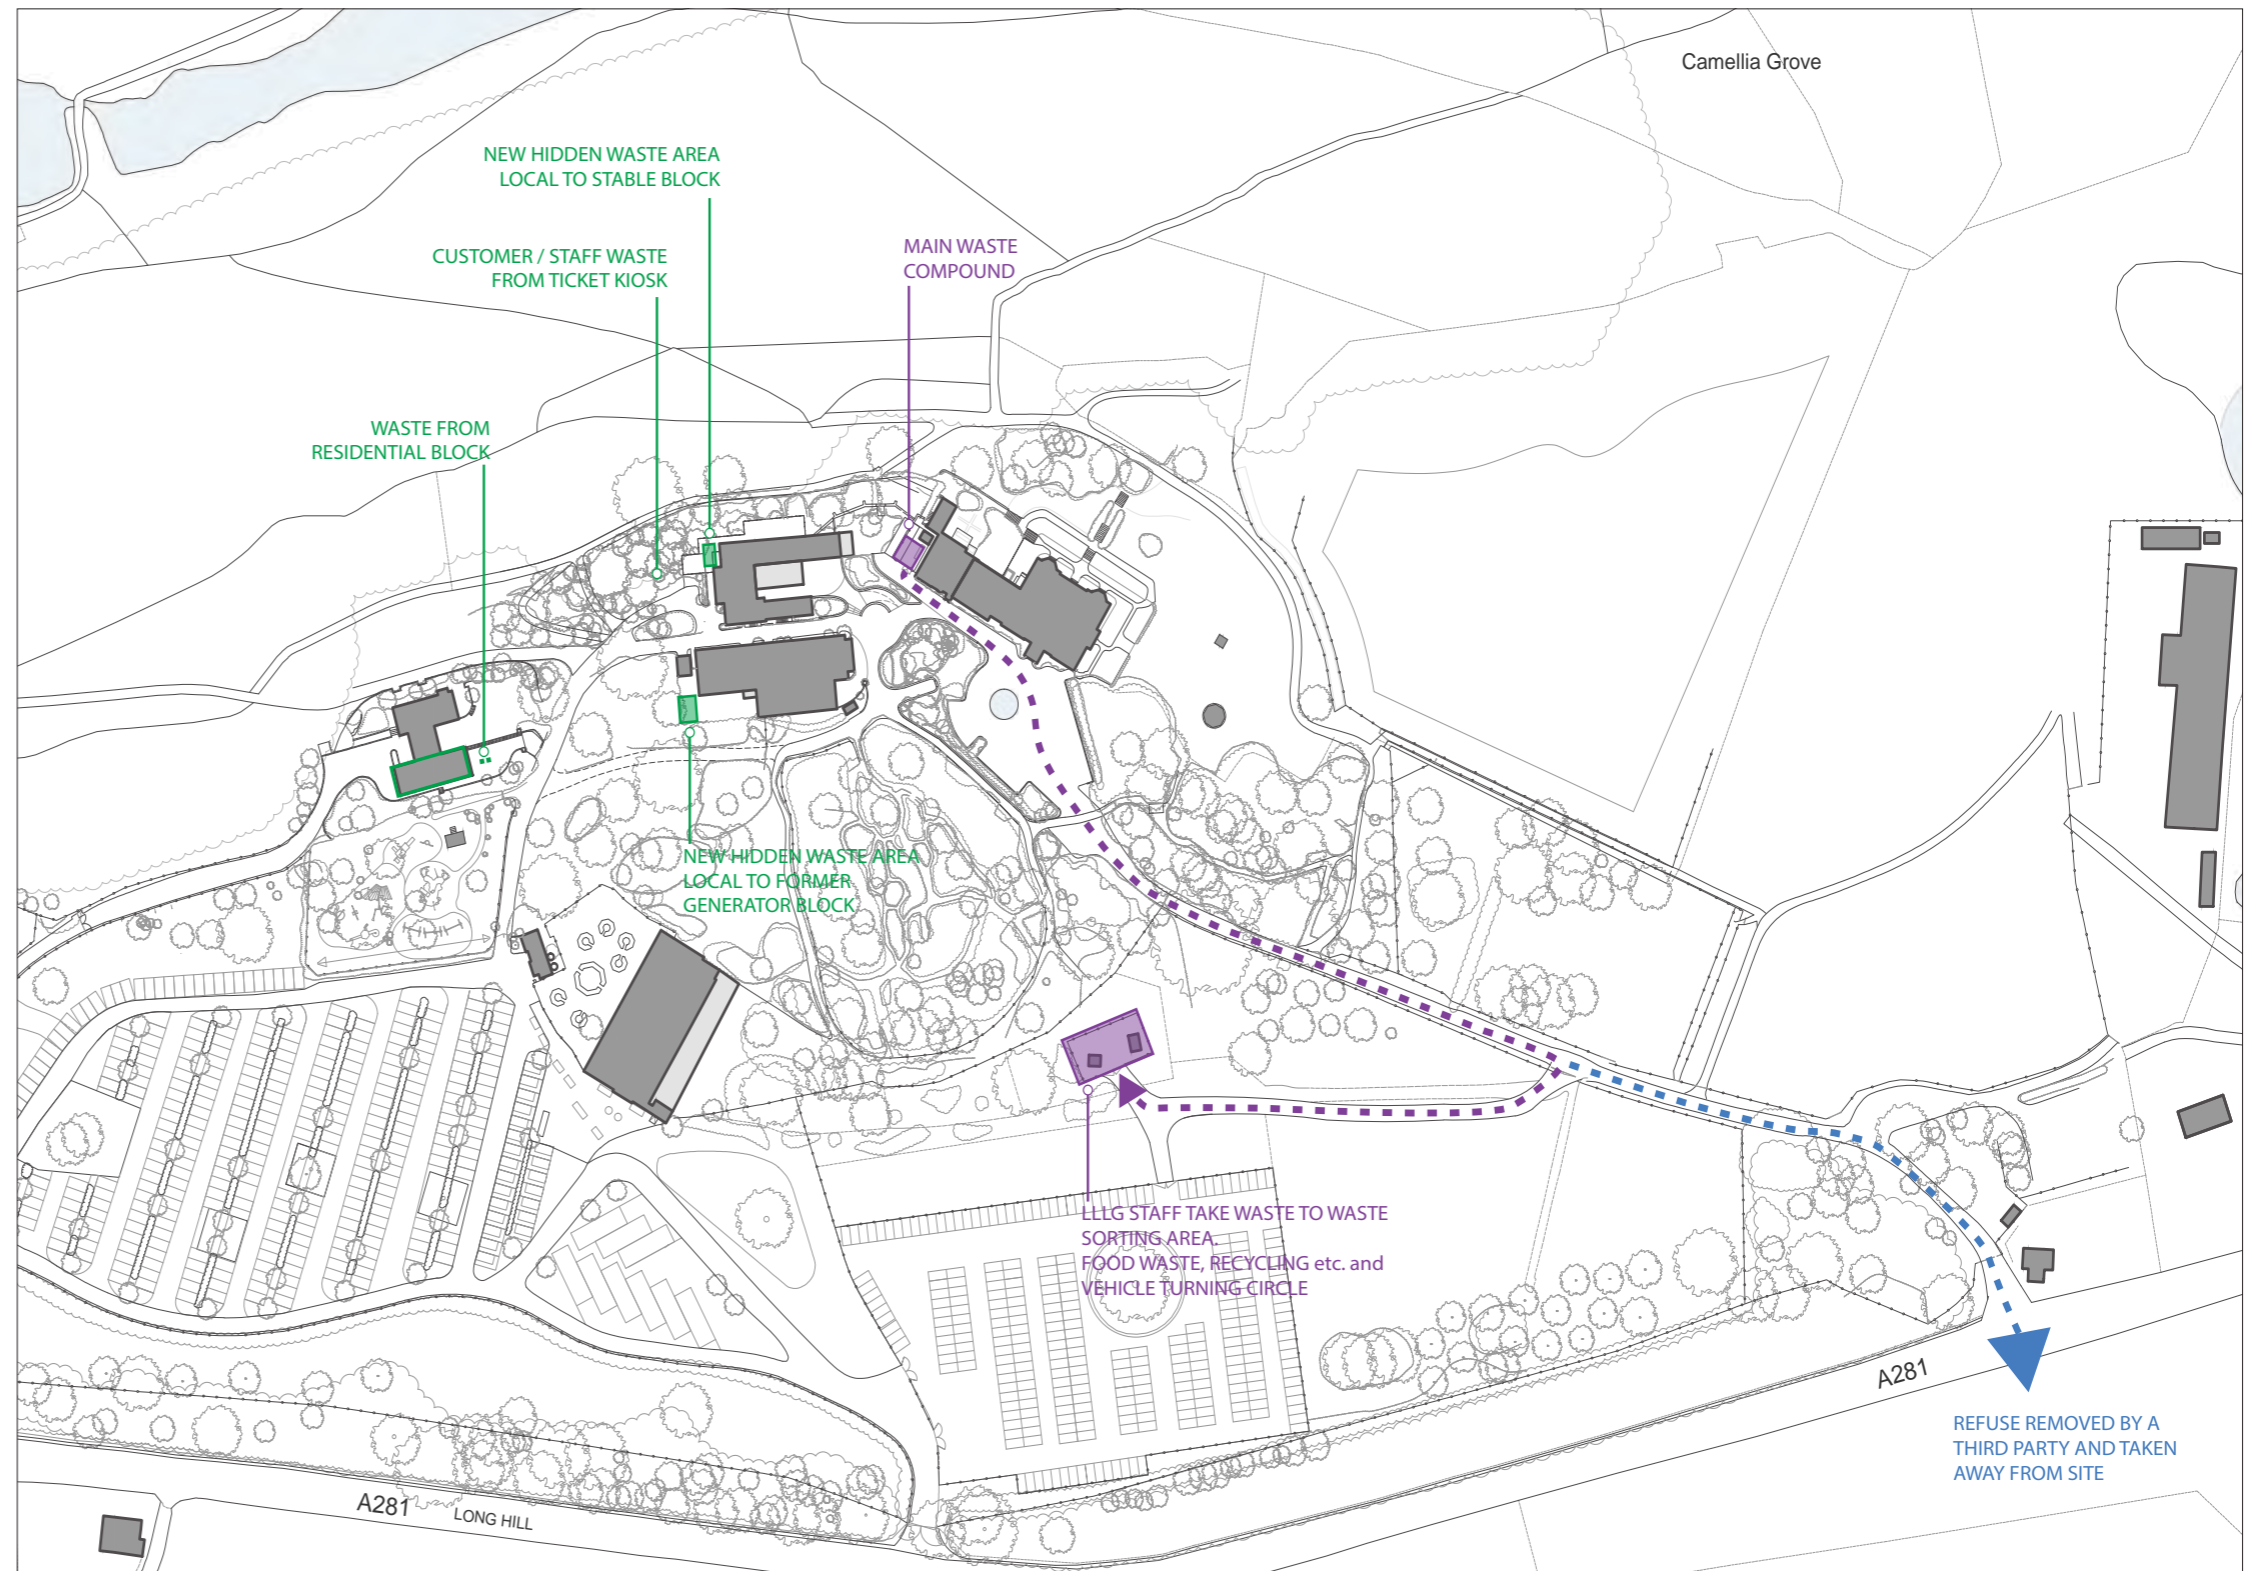 Camellia Grove
NEW HIDDEN WASTE AREA
LOCAL TO STABLE BLOCK
CUSTOMER / STAFF WASTE
FROM TICKET KIOSK
MAIN WASTE
COMPOUND
WASTE FROM
RESIDENTIAL BLOCK
NEW HIDDEN WASTE AREA
LOCAL TO FORMER
GENERATOR BLOCK
LLLG STAFF TAKE WASTE TO WASTE
SORTING AREA.
FOOD WASTE, RECYCLING etc. and
VEHICLE TURNING CIRCLE
A281
REFUSE REMOVED BY A
THIRD PARTY AND TAKEN
AWAY FROM SITE
A281
LONG HILL